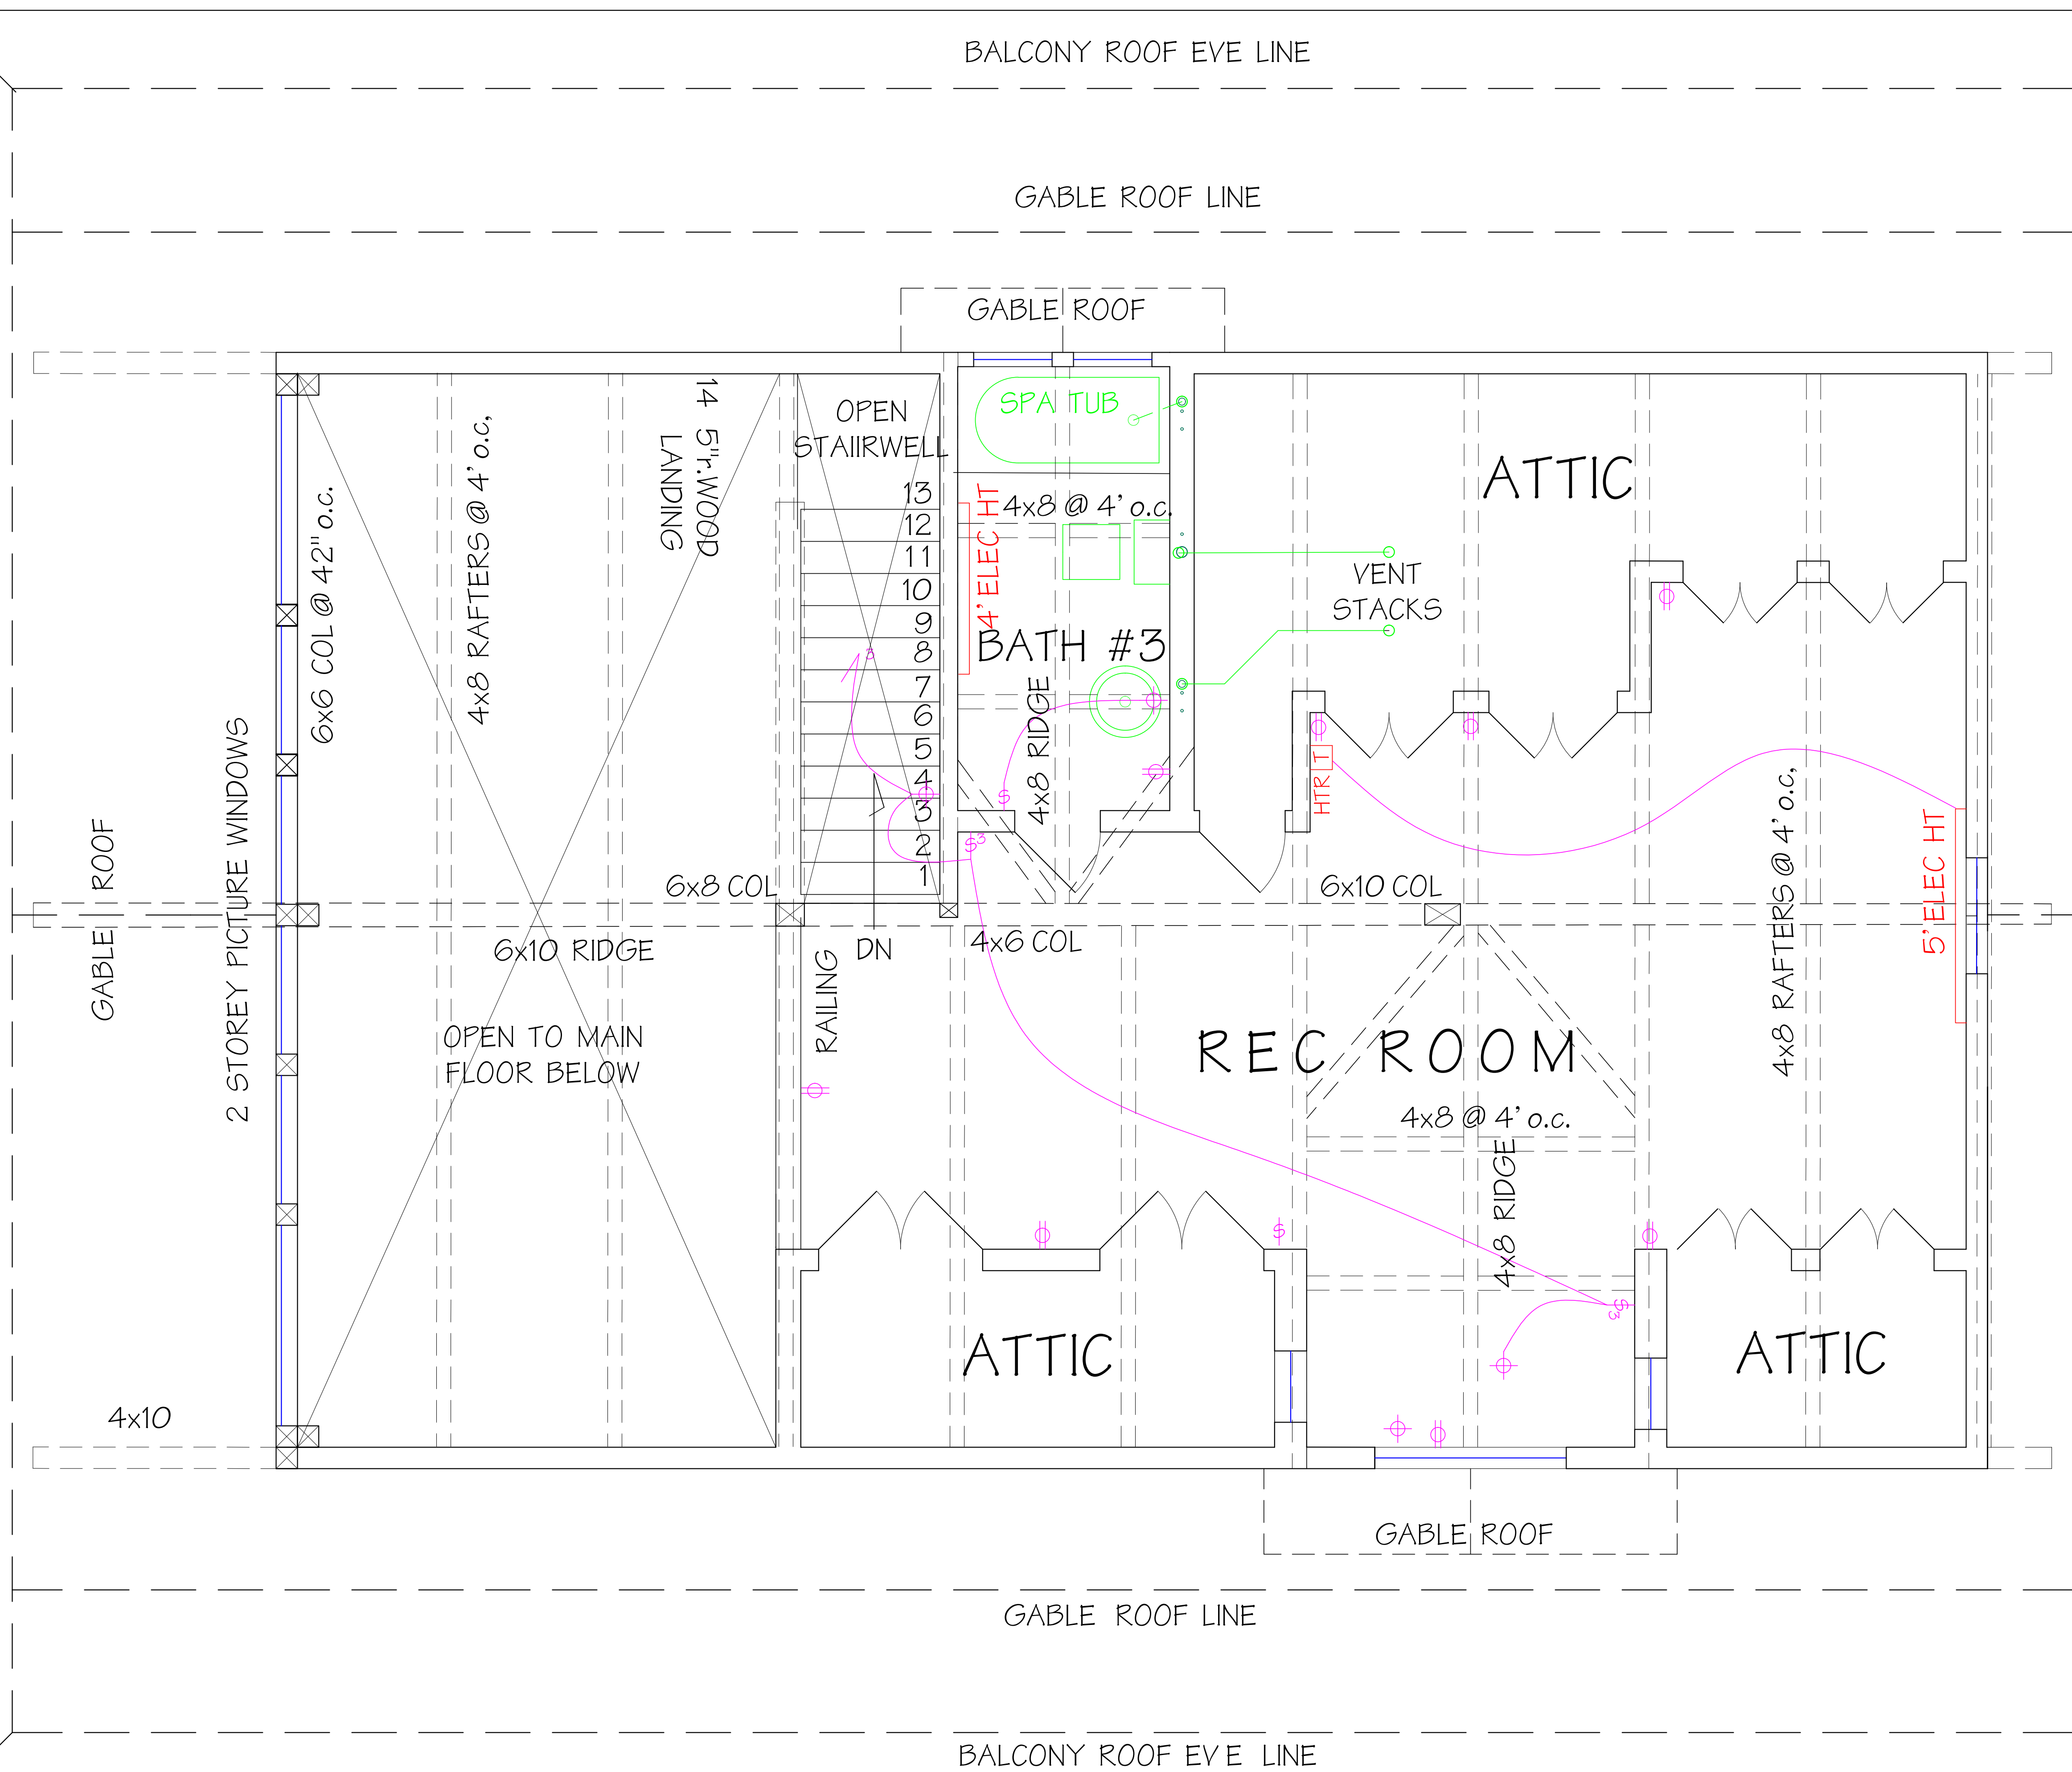 BALCONY ROOF EVE LINE
GABLE ROOF LINE
GABLE ROOF
SPA TUB
OPEN
STAIIRWELL
14 5"r.WOOD
LANDING
4x8 RAFTERS @ 4' o.c,
6x6 COL @ 42" o.c.
2 STOREY PICTURE WINDOWS
GABLE ROOF
13
12
11
10
9
8
7
6
5
4
3
2
1
3
4' ELEC HT
4x8 @ 4' o.c.
BATH #3
4x8 RIDGE
S
S3
ATTIC
VENT
STACKS
T
HTR
4x8 RAFTERS @ 4' o.c,
5' ELEC HT
6x8 COL
6x10 COL
6x10 RIDGE
DN
4x6 COL
RAILING
OPEN TO MAIN
FLOOR BELOW
REC ROOM
4x8 @ 4' o.c.
4x8 RIDGE
S
S3
ATTIC
ATTIC
4x10
GABLE ROOF
GABLE ROOF LINE
BALCONY ROOF EVE LINE